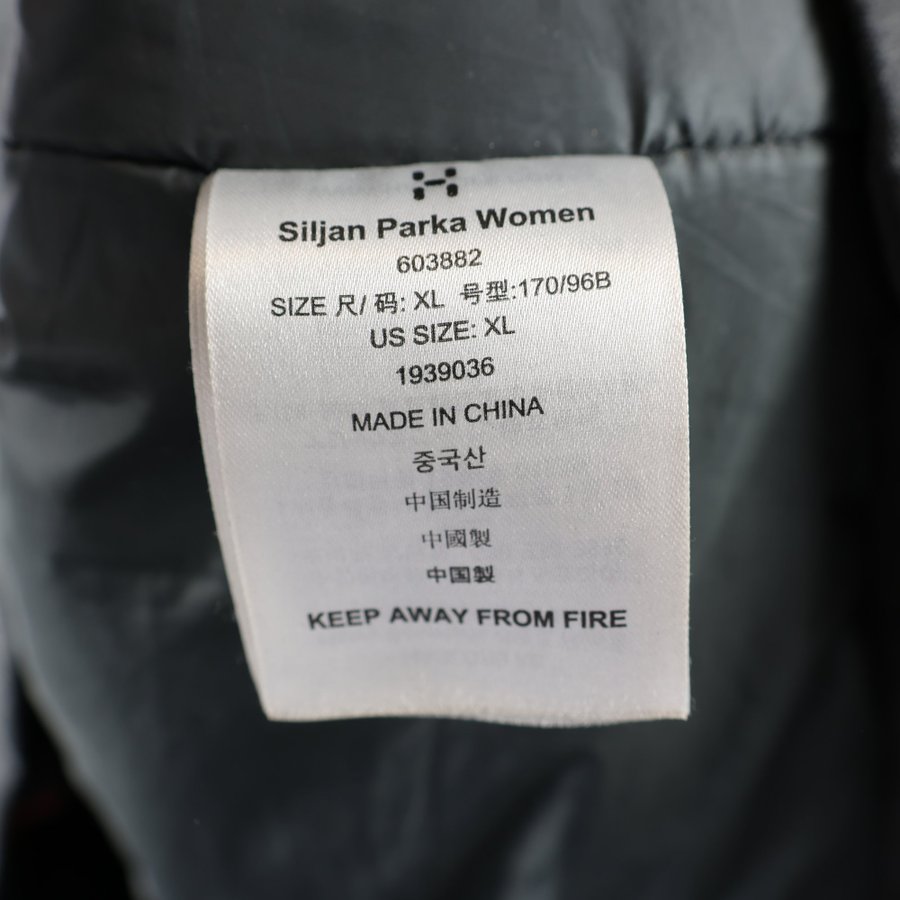 Siljan Parka Women
603882
SIZE 尺/ 码: XL 号型:170/96B
US SIZE: XL
1939036
MADE IN CHINA
중국산
中国制造
中國製
中国製
KEEP AWAY FROM FIRE